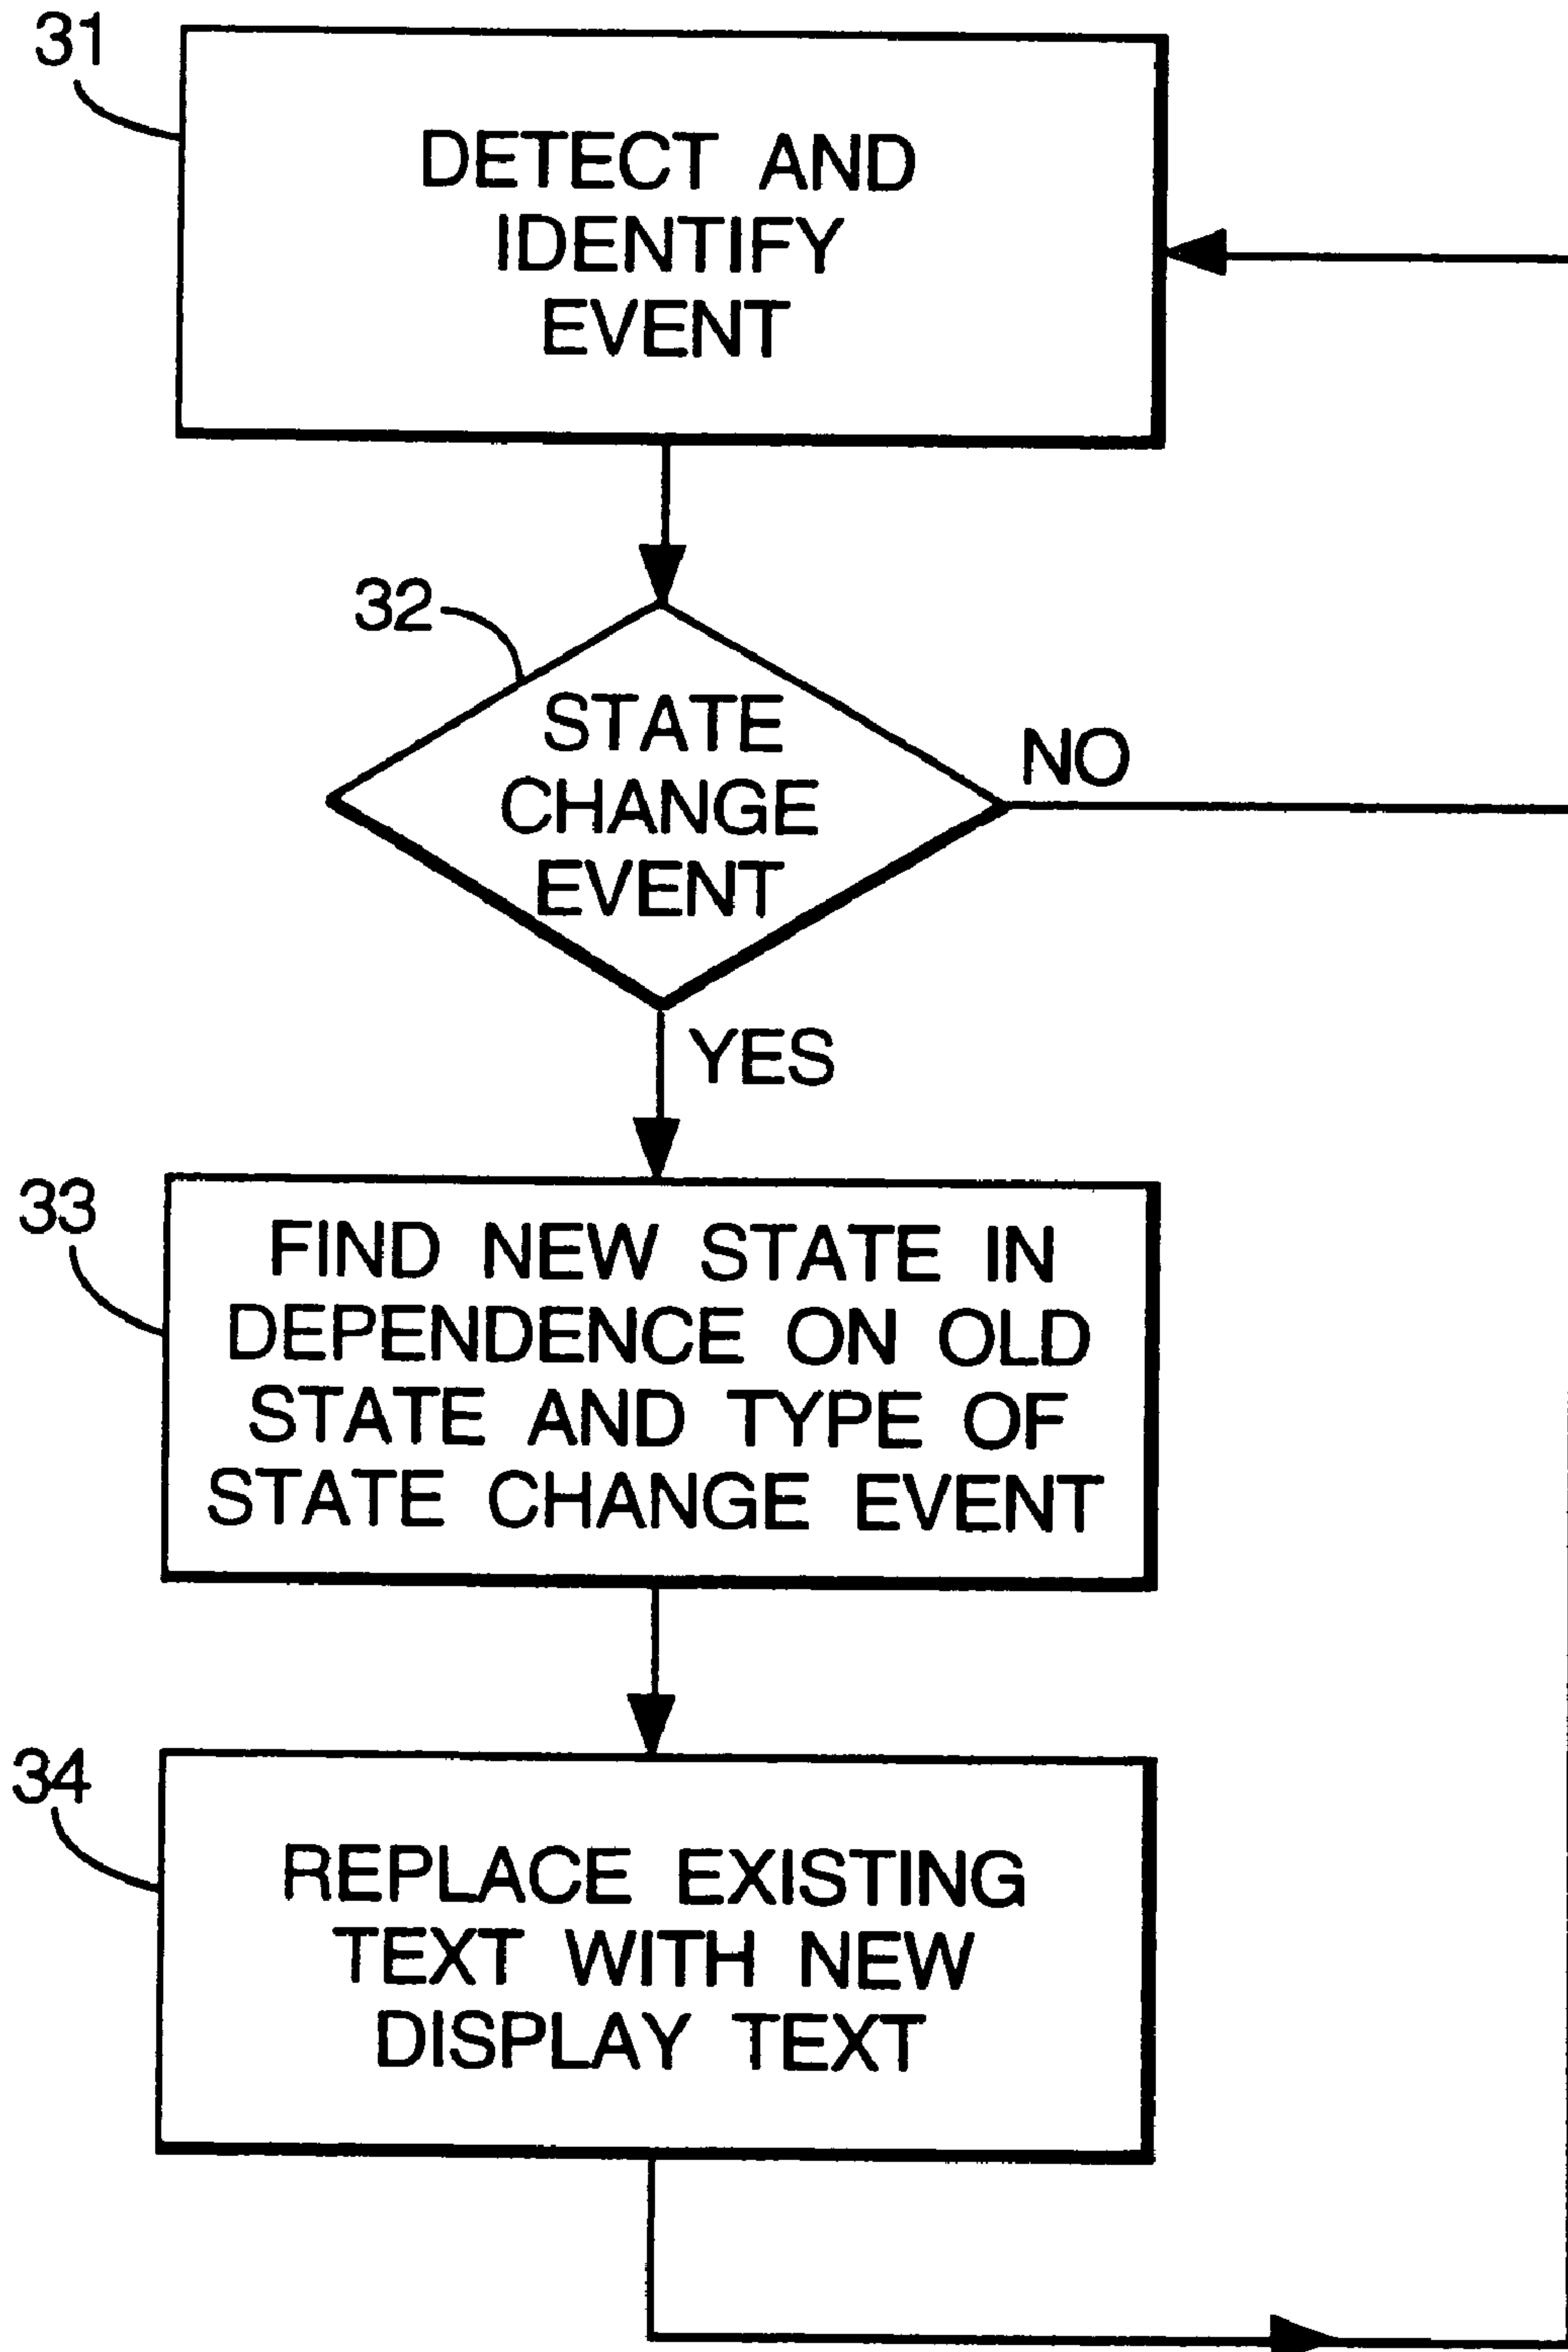 31
DETECT AND
IDENTIFY
EVENT
32
STATE
CHANGE
EVENT
NO
YES
33
FIND NEW STATE IN
DEPENDENCE ON OLD
STATE AND TYPE OF
STATE CHANGE EVENT
34
REPLACE EXISTING
TEXT WITH NEW
DISPLAY TEXT